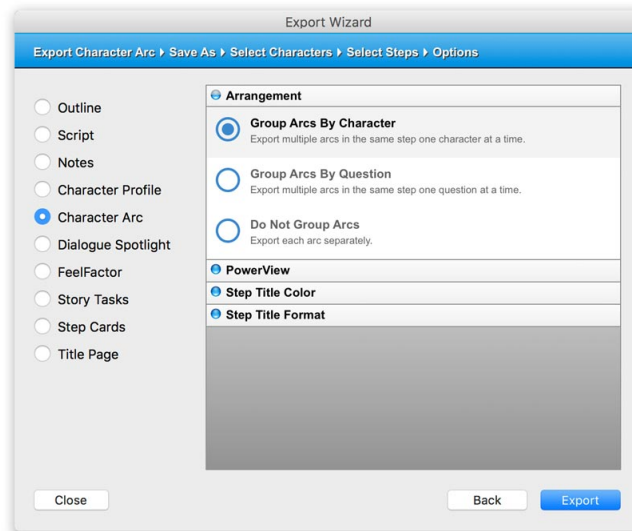 Export Wizard
Export Character Arc ▸ Save As ▸ Select Characters ▸ Select Steps ▸ Options
Outline
Script
Notes
Character Profile
Character Arc
Dialogue Spotlight
FeelFactor
Story Tasks
Step Cards
Title Page
Arrangement
Group Arcs By Character
Export multiple arcs in the same step one character at a time.
Group Arcs By Question
Export multiple arcs in the same step one question at a time.
Do Not Group Arcs
Export each arc separately.
PowerView
Step Title Color
Step Title Format
Close
Back
Export